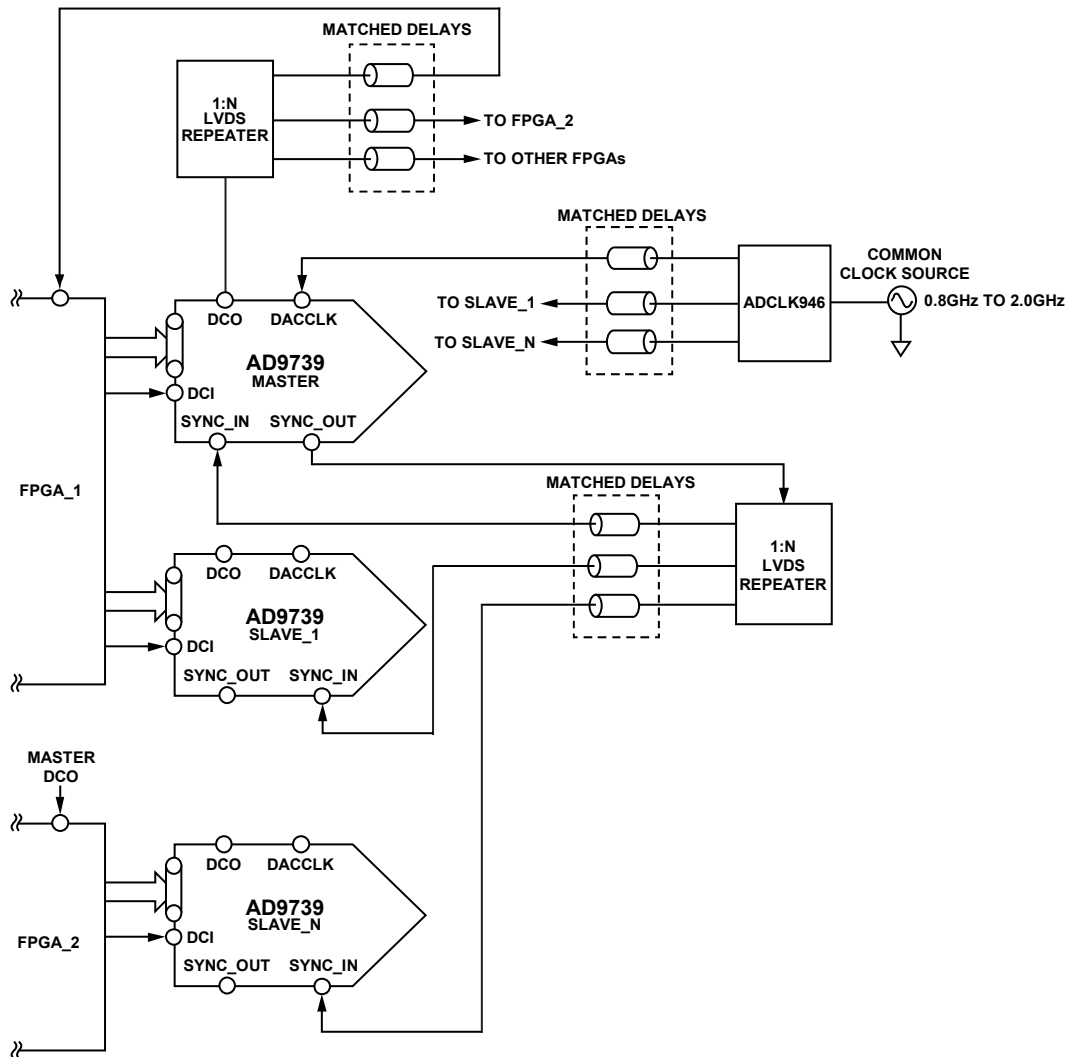 MATCHED DELAYS
1:N
LVDS
REPEATER
TO FPGA_2
TO OTHER FPGAs
MATCHED DELAYS
COMMON
CLOCK SOURCE
ADCLK946
0.8GHz TO 2.0GHz
TO SLAVE_1
TO SLAVE_N
DCO
DACCLK
AD9739
MASTER
DCI
SYNC_IN
SYNC_OUT
FPGA_1
MATCHED DELAYS
1:N
LVDS
REPEATER
DCO
DACCLK
AD9739
SLAVE_1
DCI
SYNC_OUT
SYNC_IN
MASTER
DCO
DCO
DACCLK
AD9739
SLAVE_N
FPGA_2
DCI
SYNC_OUT
SYNC_IN